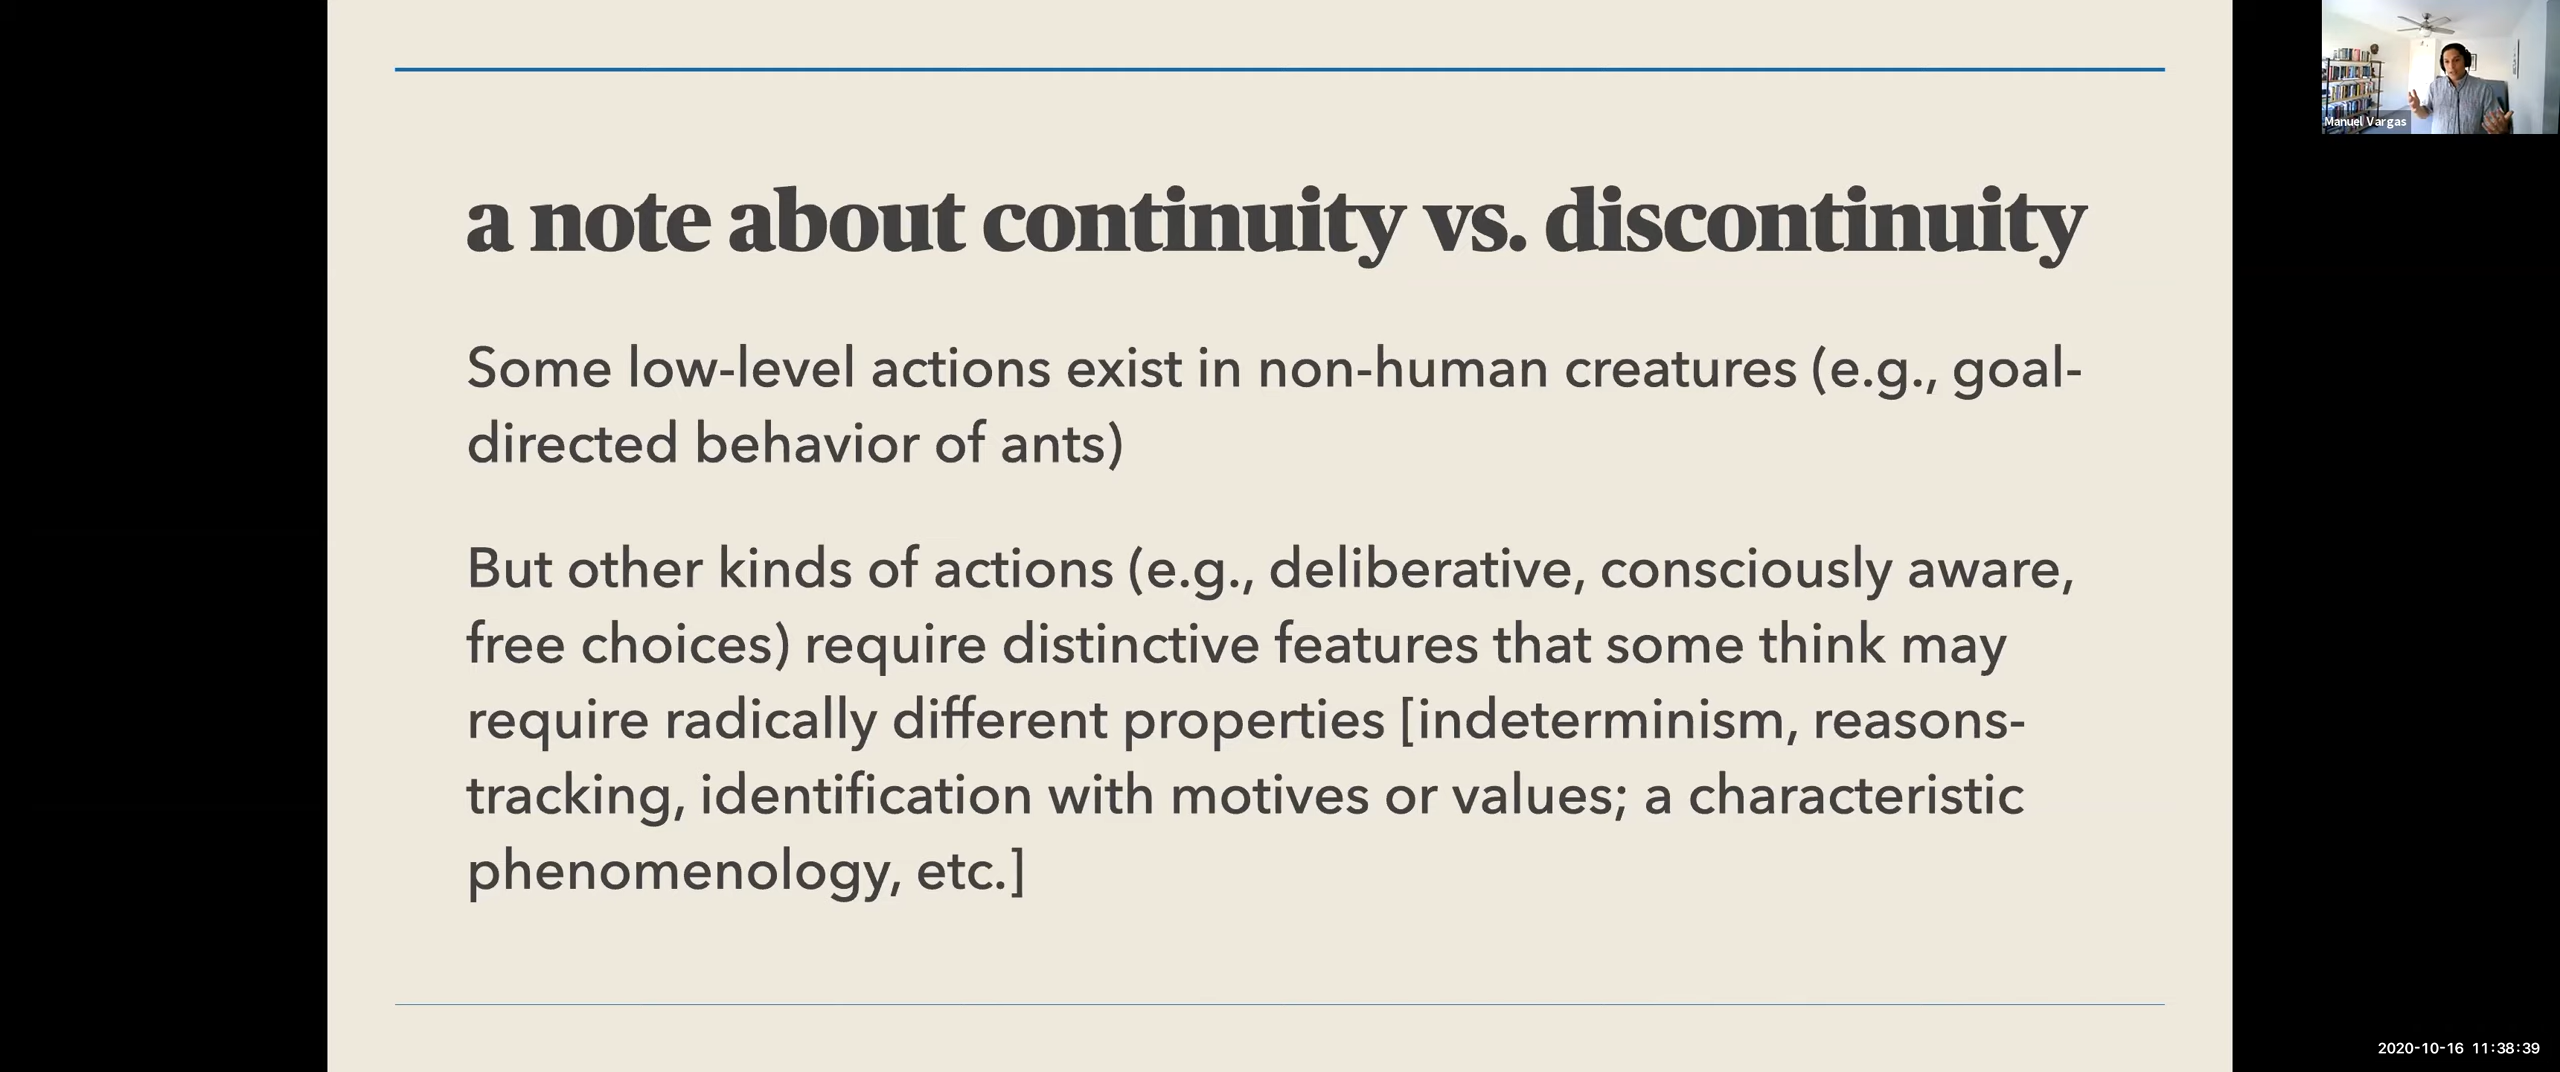 a note about continuity vs. discontinuity
Some low-level actions exist in non-human creatures (e.g., goal-
directed behavior of ants)
But other kinds of actions (e.g., deliberative, consciously aware,
free choices) require distinctive features that some think may
require radically different properties [indeterminism, reasons-
tracking, identification with motives or values; a characteristic
phenomenology, etc.]
Manuel Vargas
2020-10-16 11:38:39